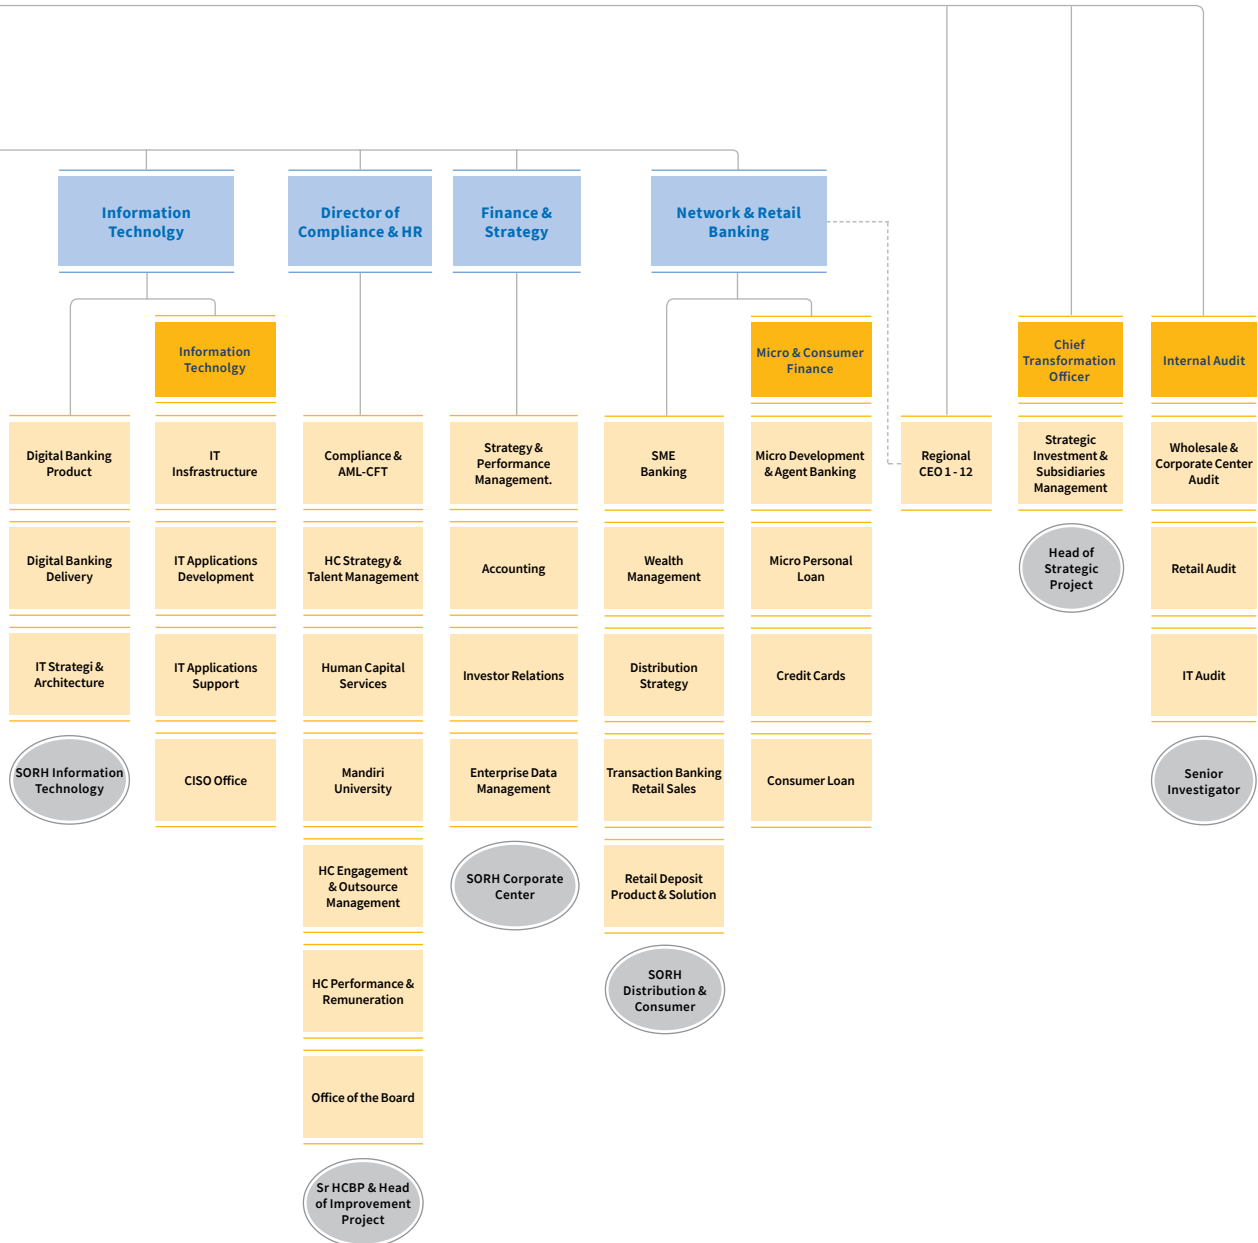 Information
Technolgy
Director of
Compliance & HR
Finance &
Strategy
Network & Retail
Banking
Information
Technolgy
Micro & Consumer
Finance
Chief
Transformation
Officer
Internal Audit
Digital Banking
Product
IT
Insfrastructure
Compliance &
AML-CFT
Strategy &
Performance
Management.
SME
Banking
Micro Development
& Agent Banking
Regional
CEO 1 - 12
Strategic
Investment &
Subsidiaries
Management
Wholesale &
Corporate Center
Audit
Digital Banking
Delivery
IT Applications
Development
HC Strategy &
Talent Management
Accounting
Wealth
Management
Micro Personal
Loan
Head of
Strategic
Project
Retail Audit
IT Strategi &
Architecture
IT Applications
Support
Human Capital
Services
Investor Relations
Distribution
Strategy
Credit Cards
IT Audit
SORH Information
Technology
CISO Office
Mandiri
University
Enterprise Data
Management
Transaction Banking
Retail Sales
Consumer Loan
Senior
Investigator
HC Engagement
& Outsource
Management
SORH Corporate
Center
Retail Deposit
Product & Solution
HC Performance &
Remuneration
SORH
Distribution &
Consumer
Office of the Board
Sr HCBP & Head
of Improvement
Project